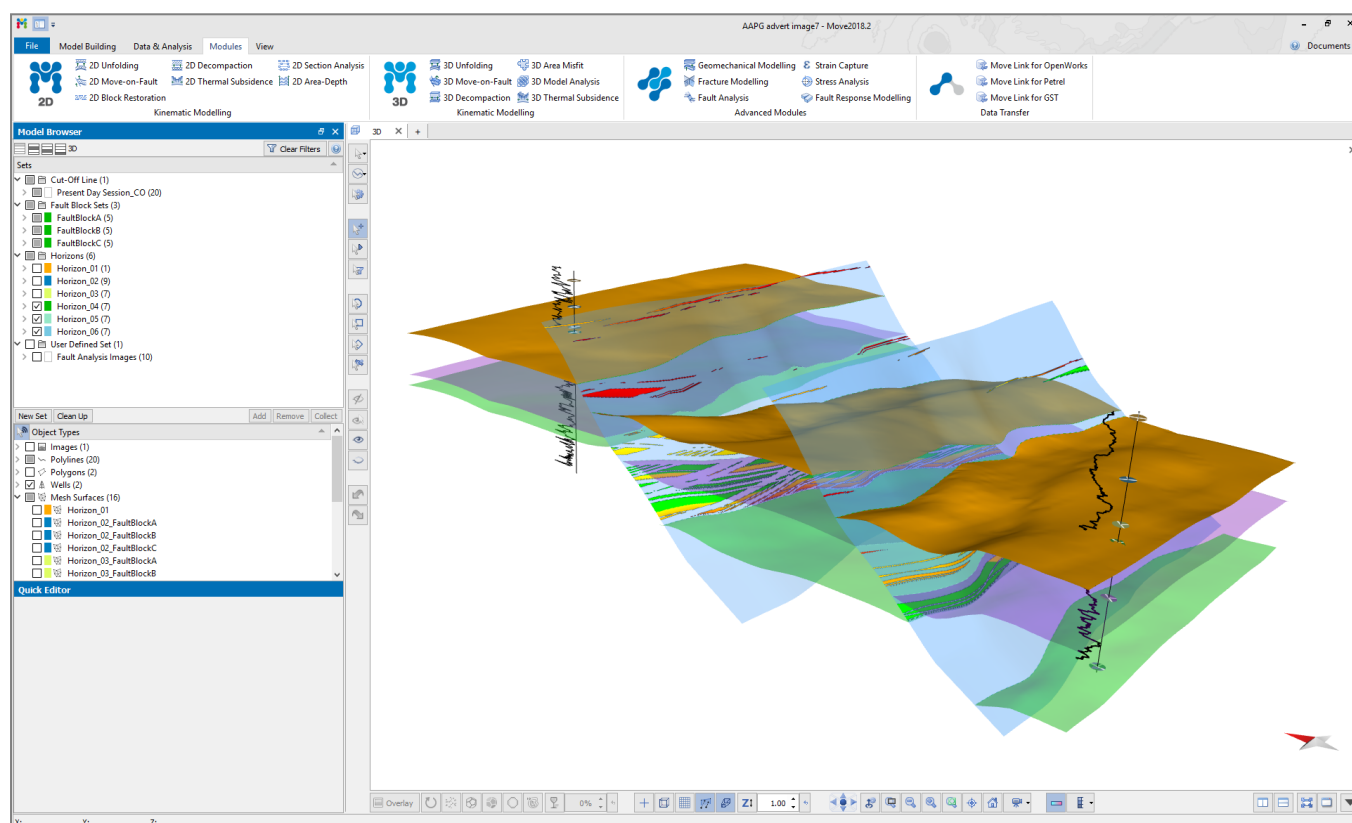 AAPG advert image7 - Move2018.2
File Model Building Data & Analysis Modules View Documents
2D Unfolding 2D Decompaction 2D Section Analysis
2D Move-on-Fault 2D Thermal Subsidence 2D Area-Depth
2D Block Restoration
2D
Kinematic Modelling
3D Unfolding 3D Area Misfit
3D Move-on-Fault 3D Model Analysis
3D Decompaction 3D Thermal Subsidence
3D
Kinematic Modelling
Geomechanical Modelling Strain Capture
Fracture Modelling Stress Analysis
Fault Analysis Fault Response Modelling
Advanced Modules
Move Link for OpenWorks
Move Link for Petrel
Move Link for GST
Data Transfer
Model Browser
3D Clear Filters
Sets
Cut-Off Line (1)
Present Day Session_CO (20)
Fault Block Sets (3)
FaultBlockA (5)
FaultBlockB (5)
FaultBlockC (5)
Horizons (6)
Horizon_01 (1)
Horizon_02 (9)
Horizon_03 (7)
Horizon_04 (7)
Horizon_05 (7)
Horizon_06 (7)
User Defined Set (1)
Fault Analysis Images (10)
New Set Clean Up Add Remove Collect
Object Types
Images (1)
Polylines (20)
Polygons (2)
Wells (2)
Mesh Surfaces (16)
Horizon_01
Horizon_02_FaultBlockA
Horizon_02_FaultBlockB
Horizon_02_FaultBlockC
Horizon_03_FaultBlockA
Horizon_03_FaultBlockB
Quick Editor
3D
Overlay 0% 1.00
X: Y: Z: